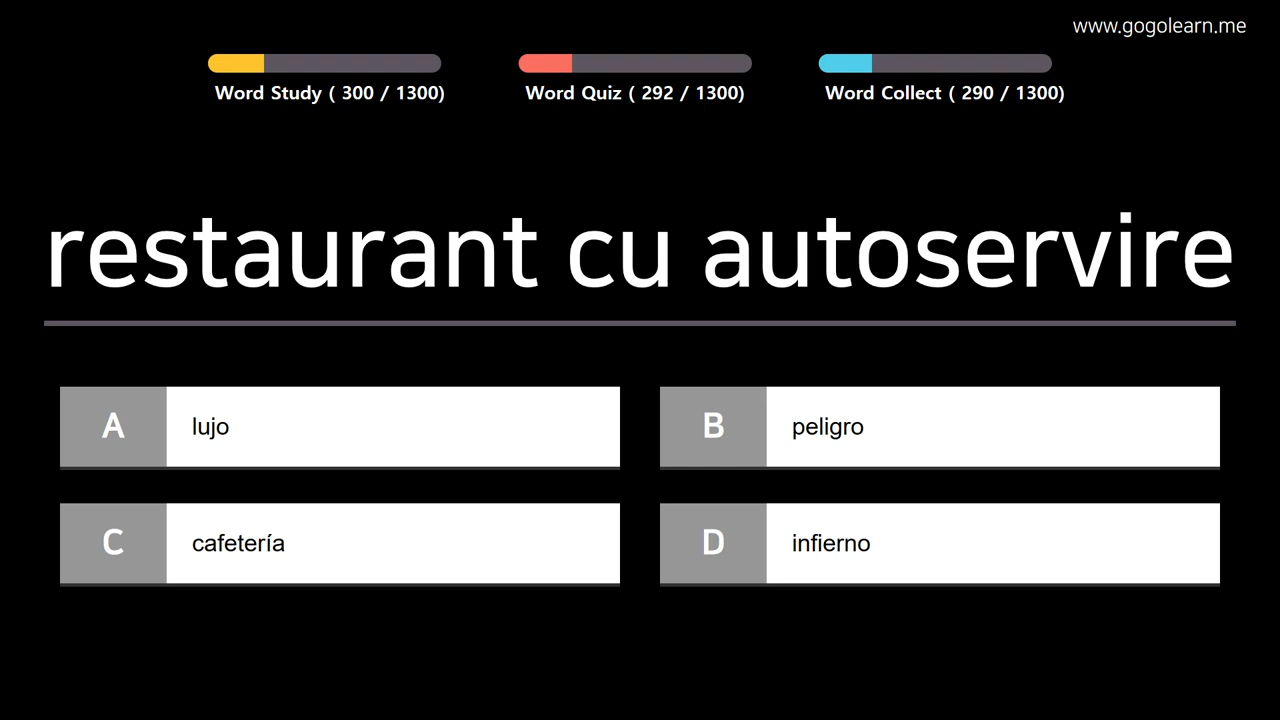 www.gogolearn.me
Word Study ( 300 / 1300)
Word Quiz ( 292 / 1300)
Word Collect ( 290 / 1300)
restaurant cu autoservire
A lujo
B peligro
C cafetería
D infierno